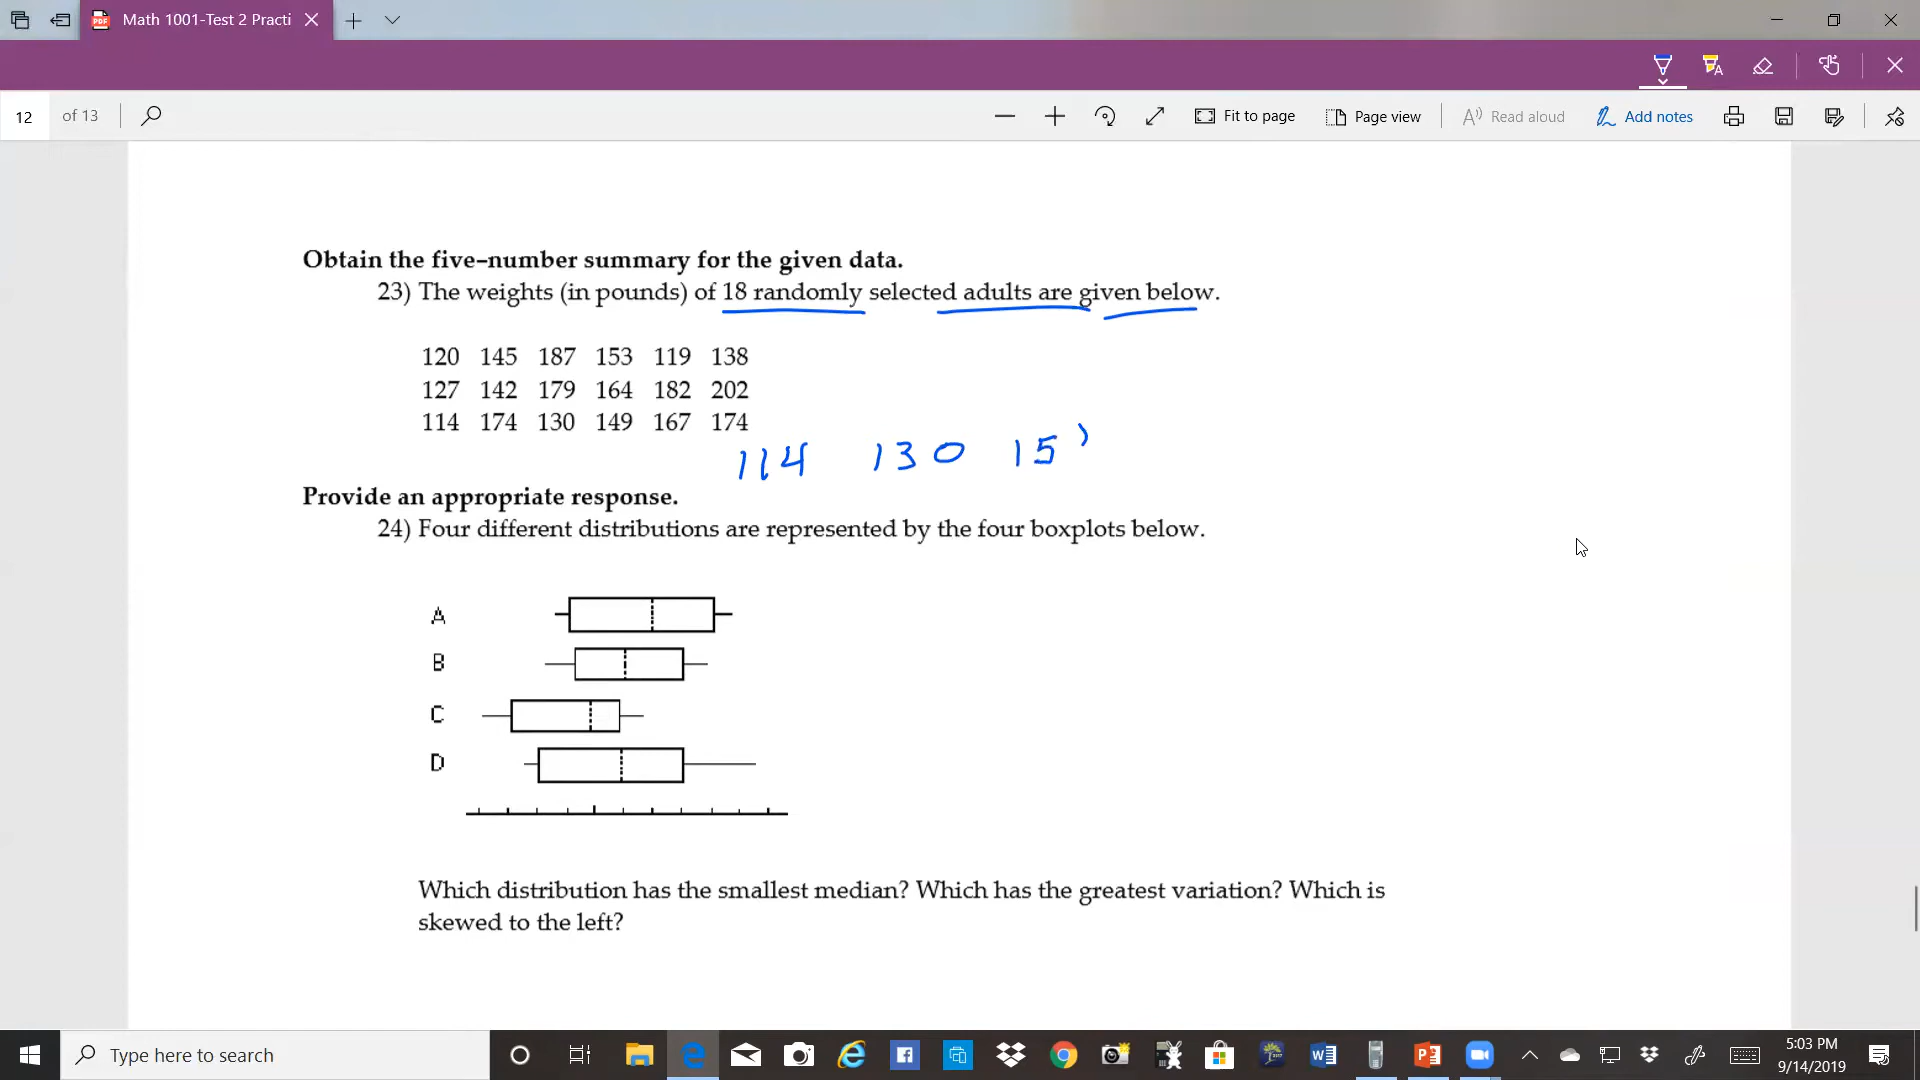 Math 1001-Test 2 Practi
12 of 13
Fit to page
Page view
Read aloud
Add notes
Obtain the five–number summary for the given data.
23) The weights (in pounds) of 18 randomly selected adults are given below.
120 145 187 153 119 138
127 142 179 164 182 202
114 174 130 149 167 174
114 130 15
Provide an appropriate response.
24) Four different distributions are represented by the four boxplots below.
A
B
C
D
Which distribution has the smallest median? Which has the greatest variation? Which is
skewed to the left?
Type here to search
5:03 PM
9/14/2019